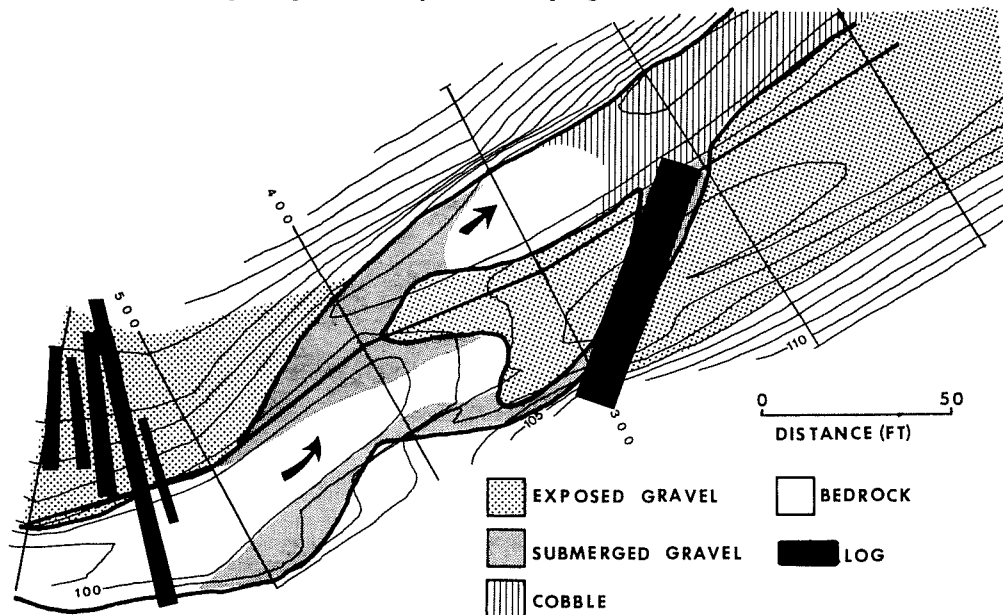 400
500
100
105
300
110
0 50
DISTANCE (FT)
EXPOSED GRAVEL
BEDROCK
SUBMERGED GRAVEL
LOG
COBBLE